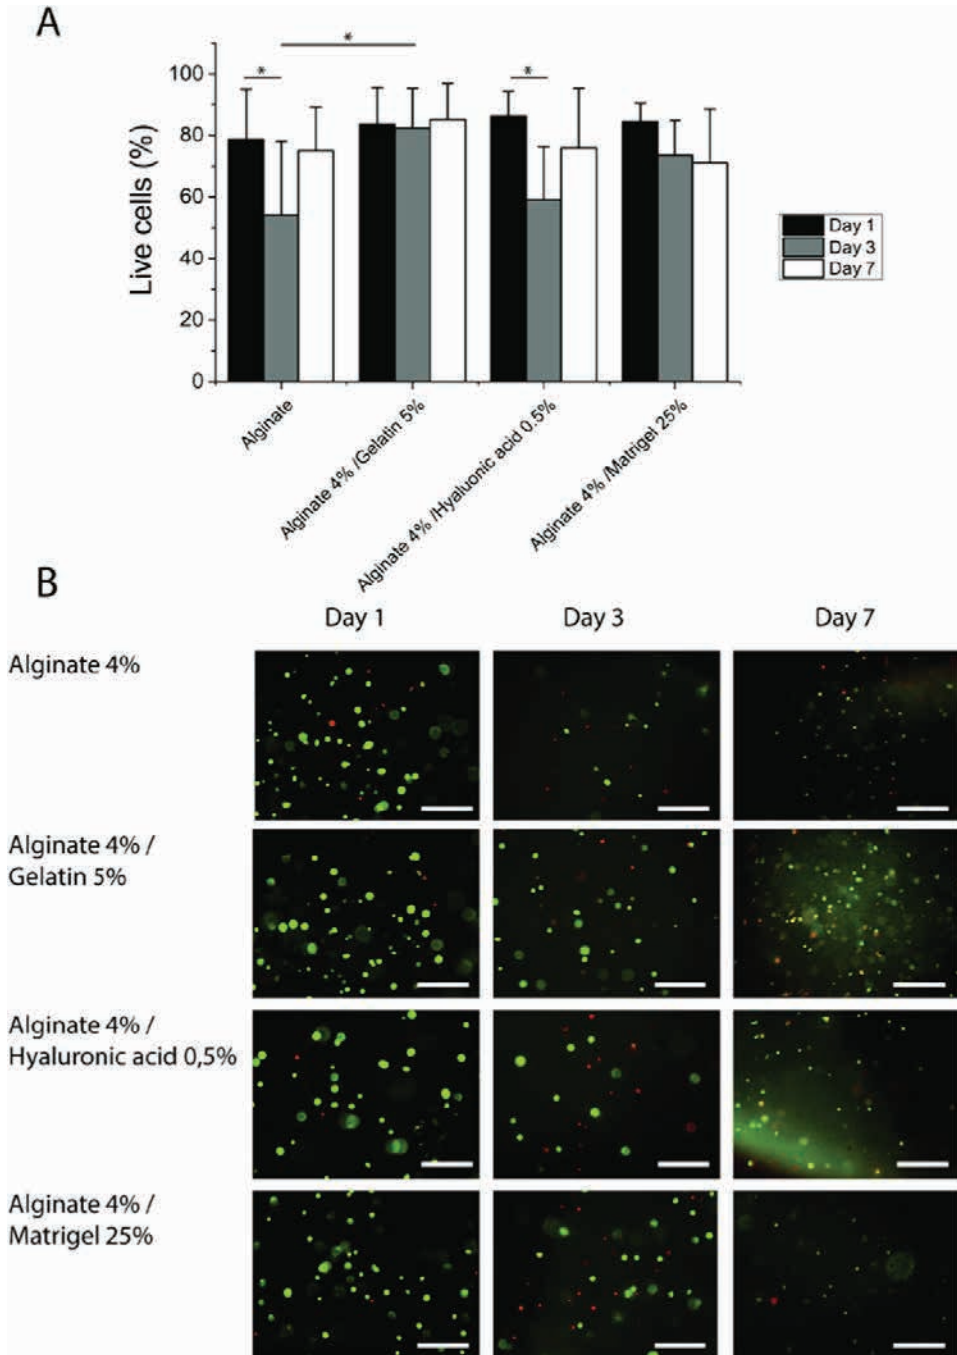 A
*
*
*
100
80
60
40
20
0
Live cells (%)
Day 1
Day 3
Day 7
Alginate
Alginate 4% /Gelatin 5%
Alginate 4% /Hyaluonic acid 0.5%
Alginate 4% /Matrigel 25%
B
Day 1 Day 3 Day 7
Alginate 4%
Alginate 4% /
Gelatin 5%
Alginate 4% /
Hyaluronic acid 0,5%
Alginate 4% /
Matrigel 25%